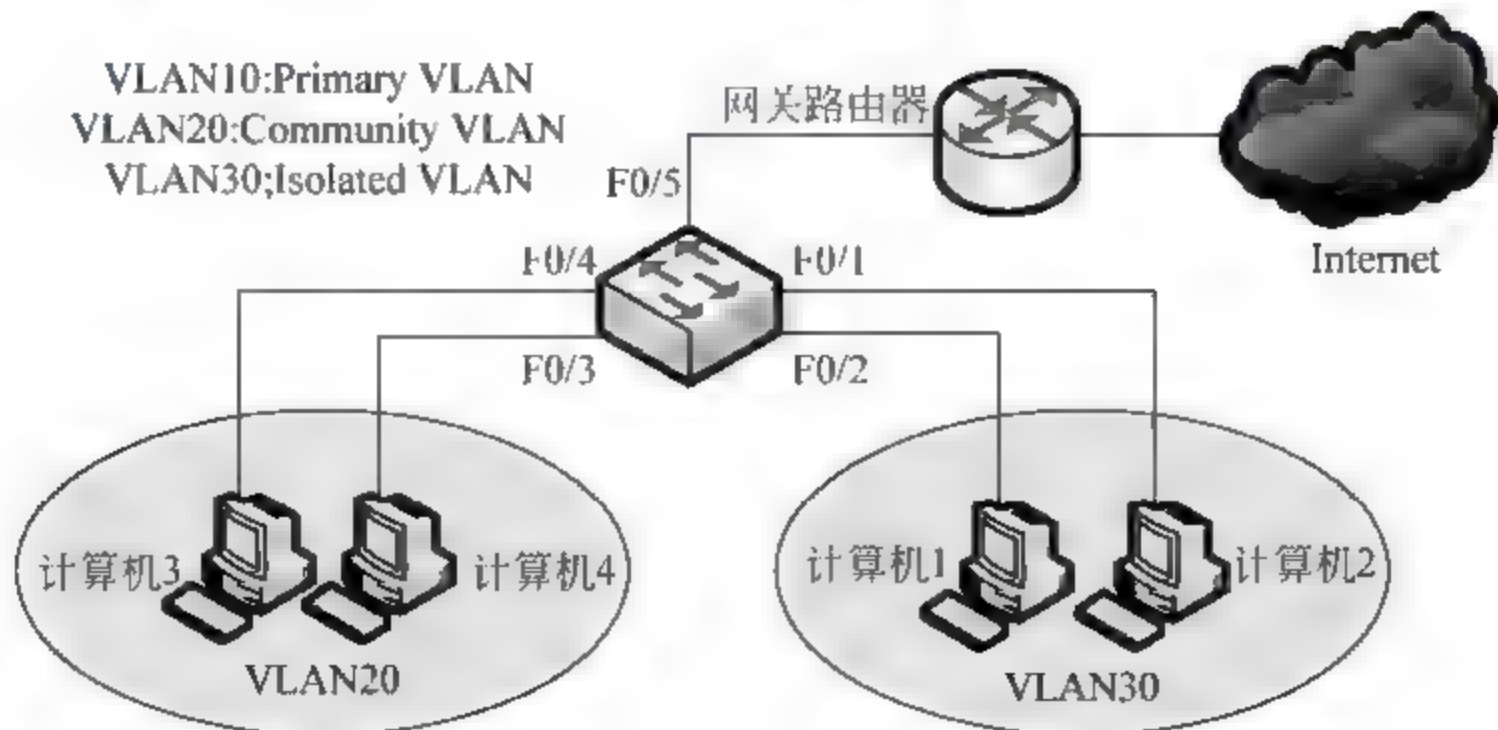 VLAN10:Primary VLAN
VLAN20:Community VLAN
VLAN30;Isolated VLAN
网关路由器
F0/5
F0/4
F0/1
Internet
F0/3
F0/2
计算机3
计算机4
计算机1
计算机2
VLAN20
VLAN30